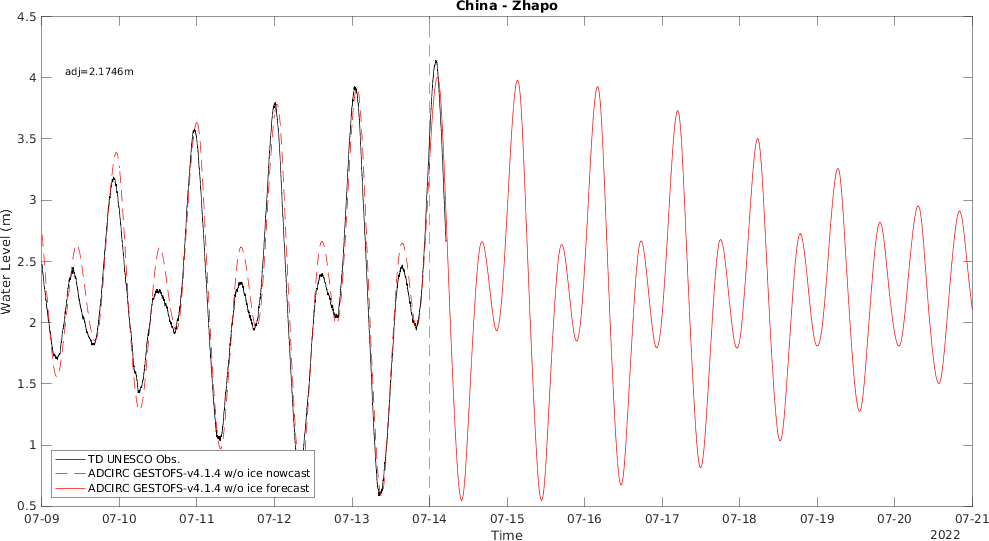 China - Zhapo
4.5
adj=2.1746m
4
3.5
3
2.5
2
1.5
1
0.5
Water Level (m)
TD UNESCO Obs.
ADCIRC GESTOFS-v4.1.4 w/o ice nowcast
ADCIRC GESTOFS-v4.1.4 w/o ice forecast
07-09 07-10 07-11 07-12 07-13 07-14 07-15 07-16 07-17 07-18 07-19 07-20 07-21
Time
2022